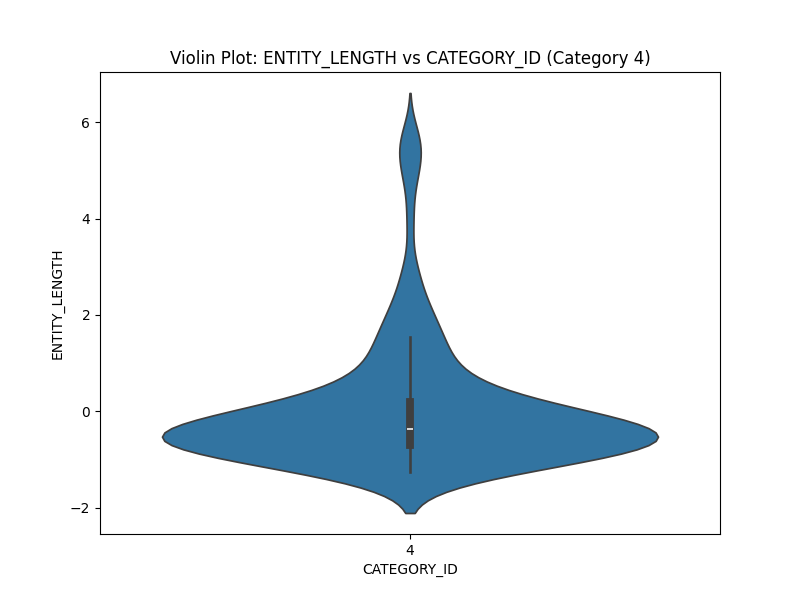 Violin Plot: ENTITY_LENGTH vs CATEGORY_ID (Category 4)
6
4
2
0
−2
ENTITY_LENGTH
4
CATEGORY_ID